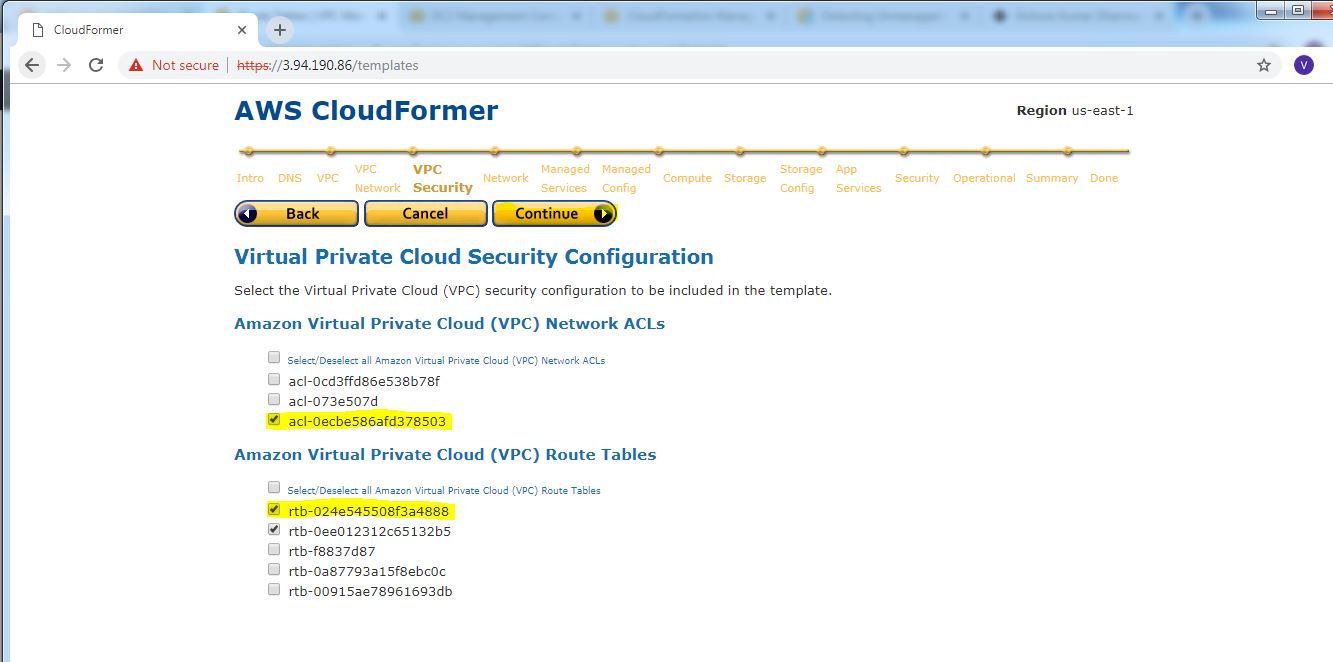 CloudFormer
Not secure https://3.94.190.86/templates
V
AWS CloudFormer
Region us-east-1
Intro DNS VPC VPC Network VPC Security Network Managed Services Managed Config Compute Storage Storage Config App Services Security Operational Summary Done
Back Cancel Continue
Virtual Private Cloud Security Configuration
Select the Virtual Private Cloud (VPC) security configuration to be included in the template.
Amazon Virtual Private Cloud (VPC) Network ACLs
Select/Deselect all Amazon Virtual Private Cloud (VPC) Network ACLs
acl-0cd3ffd86e538b78f
acl-073e507d
acl-0ecbe586afd378503
Amazon Virtual Private Cloud (VPC) Route Tables
Select/Deselect all Amazon Virtual Private Cloud (VPC) Route Tables
rtb-024e545508f3a4888
rtb-0ee012312c65132b5
rtb-f8837d87
rtb-0a87793a15f8ebc0c
rtb-00915ae78961693db